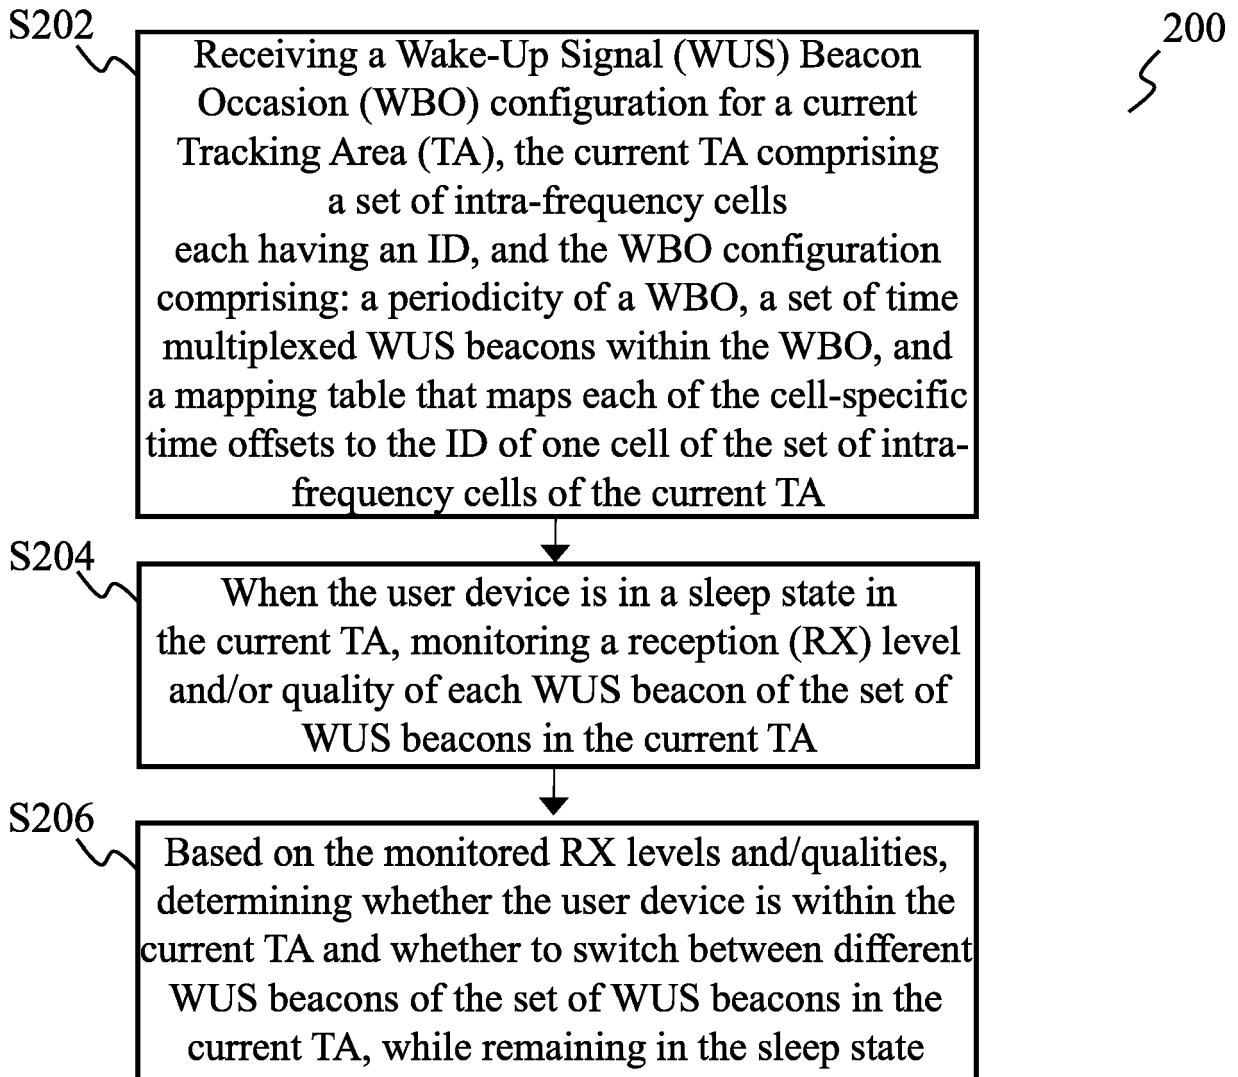 S202
200
Receiving a Wake-Up Signal (WUS) Beacon
Occasion (WBO) configuration for a current
Tracking Area (TA), the current TA comprising
a set of intra-frequency cells
each having an ID, and the WBO configuration
comprising: a periodicity of a WBO, a set of time
multiplexed WUS beacons within the WBO, and
a mapping table that maps each of the cell-specific
time offsets to the ID of one cell of the set of intra-
frequency cells of the current TA
S204
When the user device is in a sleep state in
the current TA, monitoring a reception (RX) level
and/or quality of each WUS beacon of the set of
WUS beacons in the current TA
S206
Based on the monitored RX levels and/qualities,
determining whether the user device is within the
current TA and whether to switch between different
WUS beacons of the set of WUS beacons in the
current TA, while remaining in the sleep state